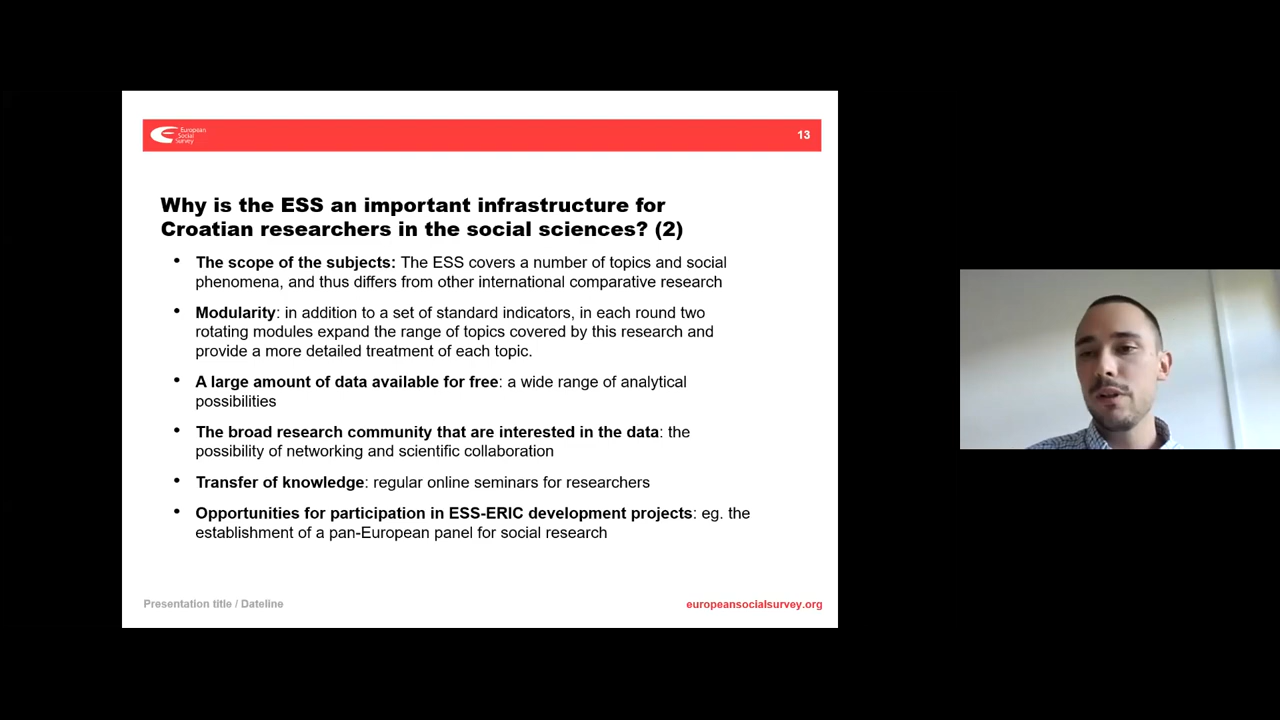 European
Social
Survey
13
Why is the ESS an important infrastructure for
Croatian researchers in the social sciences? (2)
• The scope of the subjects: The ESS covers a number of topics and social
phenomena, and thus differs from other international comparative research
• Modularity: in addition to a set of standard indicators, in each round two
rotating modules expand the range of topics covered by this research and
provide a more detailed treatment of each topic.
• A large amount of data available for free: a wide range of analytical
possibilities
• The broad research community that are interested in the data: the
possibility of networking and scientific collaboration
• Transfer of knowledge: regular online seminars for researchers
• Opportunities for participation in ESS-ERIC development projects: eg. the
establishment of a pan-European panel for social research
Presentation title / Dateline
europeansocialsurvey.org